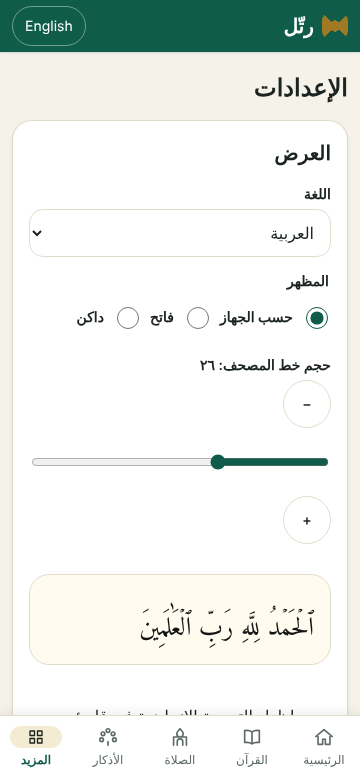 رتّل
English
الإعدادات
العرض
اللغة
العربية
المظهر
حسب الجهاز
فاتح
داكن
حجم خط المصحف: ٢٦
−
+
ٱلْحَمْدُ لِلَّهِ رَبِّ ٱلْعَٰلَمِينَ
الرئيسية
القرآن
الصلاة
الأذكار
المزيد